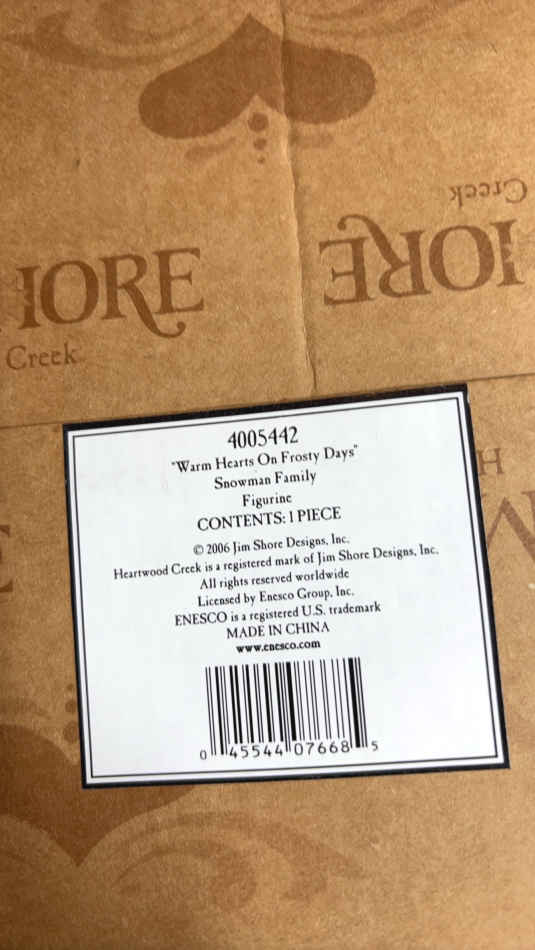 Creek
IORE
IORE
Creek
H
4005442
"Warm Hearts On Frosty Days"
Snowman Family
Figurine
CONTENTS: 1 PIECE
© 2006 Jim Shore Designs, Inc.
Heartwood Creek is a registered mark of Jim Shore Designs, Inc.
All rights reserved worldwide
Licensed by Enesco Group, Inc.
ENESCO is a registered U.S. trademark
MADE IN CHINA
www.enesco.com
0 45544 07668 5